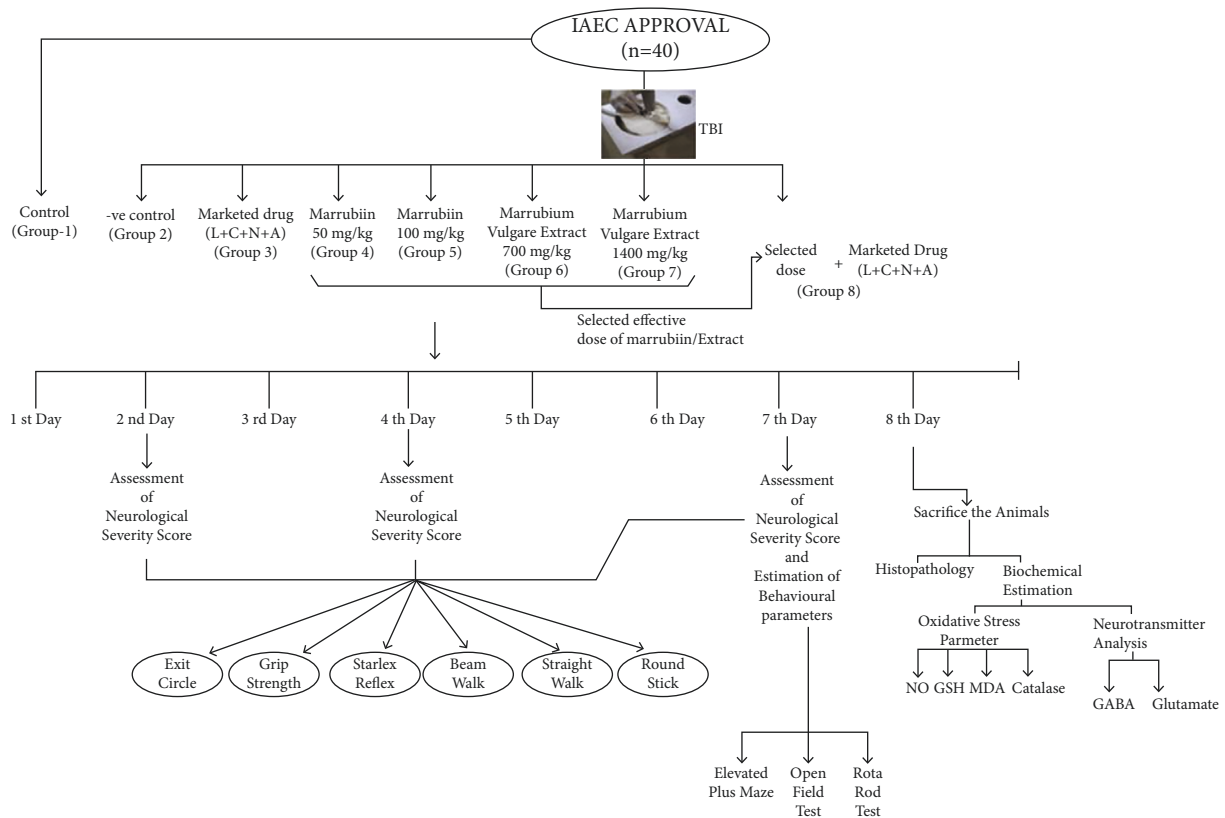 IAEC APPROVAL
(n=40)
TBI
Control
(Group-1)
-ve control
(Group 2)
Marketed drug
(L+C+N+A)
(Group 3)
Marrubiin
50 mg/kg
(Group 4)
Marrubiin
100 mg/kg
(Group 5)
Marrubium
Vulgare Extract
700 mg/kg
(Group 6)
Marrubium
Vulgare Extract
1400 mg/kg
(Group 7)
Selected
dose
+
Marketed Drug
(L+C+N+A)
(Group 8)
Selected effective
dose of marrubiin/Extract
1 st Day
2 nd Day
3 rd Day
4 th Day
5 th Day
6 th Day
7 th Day
8 th Day
Assessment
of
Neurological
Severity Score
Assessment
of
Neurological
Severity Score
Assessment
of
Neurological
Severity Score
and
Estimation of
Behavioural
parameters
Sacrifice the Animals
Histopathology
Biochemical
Estimation
Oxidative Stress
Parmeter
Neurotransmitter
Analysis
NO GSH MDA Catalase
GABA
Glutamate
Exit
Circle
Grip
Strength
Starlex
Reflex
Beam
Walk
Straight
Walk
Round
Stick
Elevated
Plus Maze
Open
Field
Test
Rota
Rod
Test